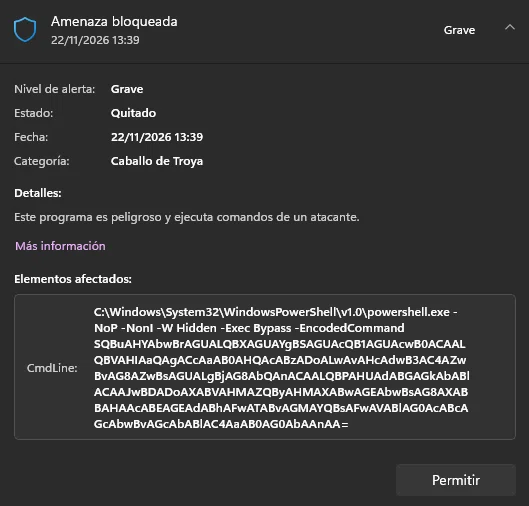 Amenaza bloqueada
22/11/2026 13:39
Grave
Nivel de alerta: Grave
Estado: Quitado
Fecha: 22/11/2026 13:39
Categoría: Caballo de Troya
Detalles:
Este programa es peligroso y ejecuta comandos de un atacante.
Más información
Elementos afectados:
CmdLine:
C:\Windows\System32\WindowsPowerShell\v1.0\powershell.exe -
NoP -NonI -W Hidden -Exec Bypass -EncodedCommand
SQBuAHYAbwBrAGUALQBXAGUAYgBSAGUAcQB1AGUAcwB0ACAAL
QBVAHIAaQAgACcAaAB0AHQAcABzADoALwAvAHcAdwB3AC4AZw
BvAG8AZwBsAGUALgBjAG8AbQAnACAALQBPAHUAdABGAGkAbABl
ACAAJwBDADoAXABVAHMAZQByAHMAXABwAGEAbwBsAG8AXAB
BAHAAcABEAGEAdABhAFwATABvAGMAYQBsAFwAVABlAG0AcABcA
GcAbwBvAGcAbABlAC4AaAB0AG0AbAAnAA=
Permitir